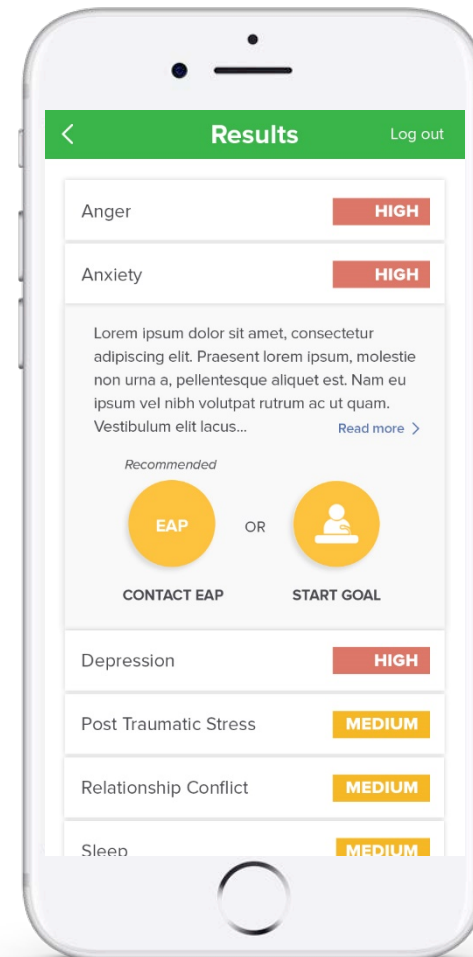 Results Log out
Anger HIGH
Anxiety HIGH
Lorem ipsum dolor sit amet, consectetur
adipiscing elit. Praesent lorem ipsum, molestie
non urna a, pellentesque aliquet est. Nam eu
ipsum vel nibh volutpat rutrum ac ut quam.
Vestibulum elit lacus... Read more
Recommended
EAP OR
CONTACT EAP START GOAL
Depression HIGH
Post Traumatic Stress MEDIUM
Relationship Conflict MEDIUM
Sleep MEDIUM